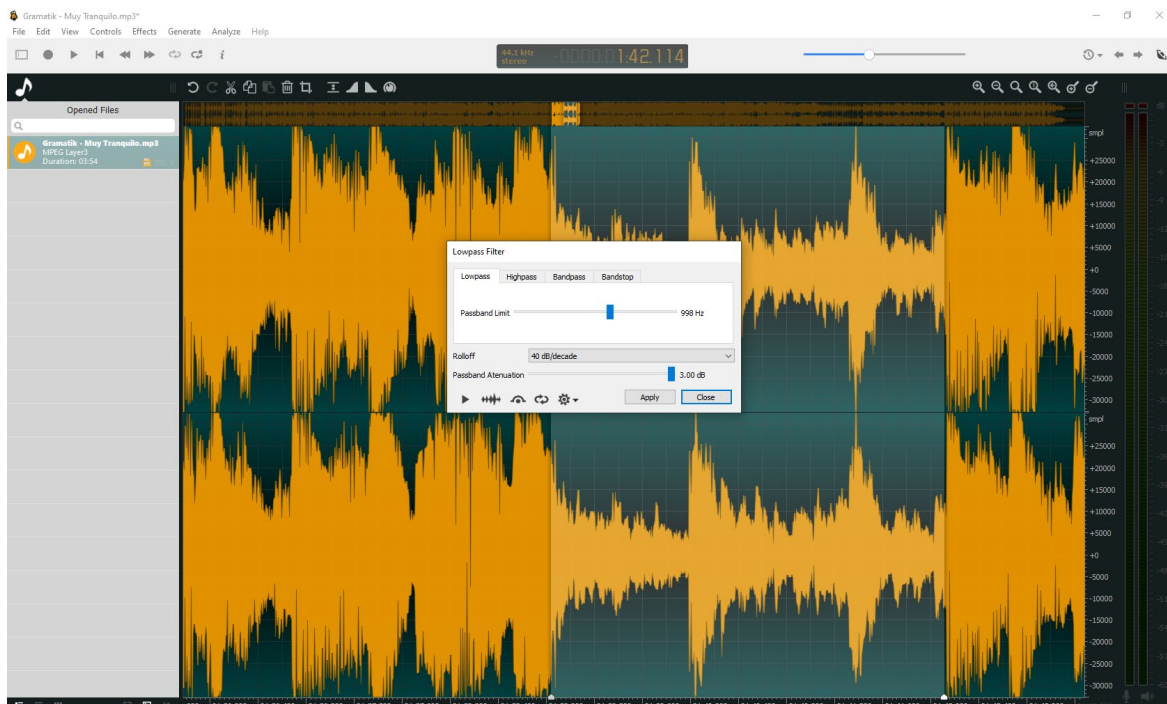 Gramatik - Muy Tranquilo.mp3*
File Edit View Controls Effects Generate Analyze Help
44,1 kHz
stereo
-0000:01:42.114
Opened Files
Gramatik - Muy Tranquilo.mp3
MPEG Layer3
Duration: 03:54
smpl
+25000
+20000
+15000
+10000
+5000
+0
-5000
-10000
-15000
-20000
-25000
-30000
smpl
+25000
+20000
+15000
+10000
+5000
+0
-5000
-10000
-15000
-20000
-25000
-30000
Lowpass Filter
Lowpass Highpass Bandpass Bandstop
Passband Limit 998 Hz
Rolloff 40 dB/decade
Passband Atenuation 3.00 dB
Apply Close